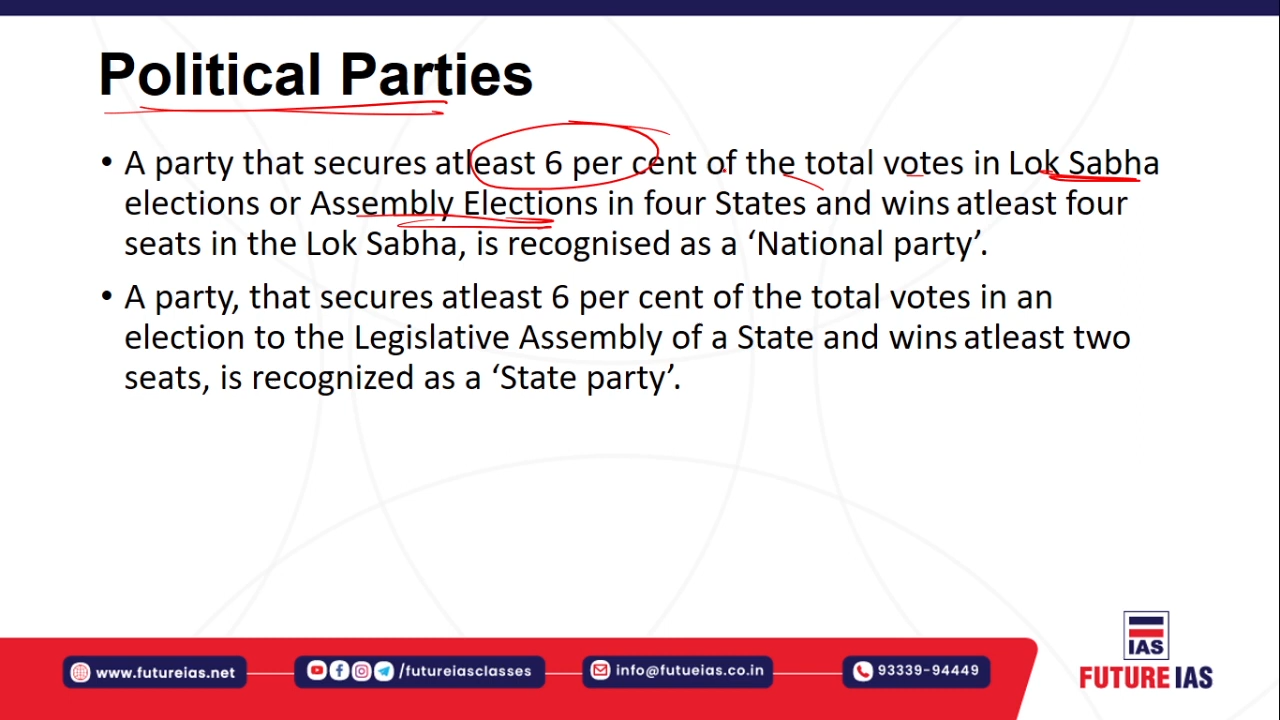 Political Parties
• A party that secures atleast 6 per cent of the total votes in Lok Sabha
elections or Assembly Elections in four States and wins atleast four
seats in the Lok Sabha, is recognised as a ‘National party’.
• A party, that secures atleast 6 per cent of the total votes in an
election to the Legislative Assembly of a State and wins atleast two
seats, is recognized as a ‘State party’.
IAS
FUTURE IAS
www.futureias.net
/futureiasclasses
info@futueias.co.in
93339-94449